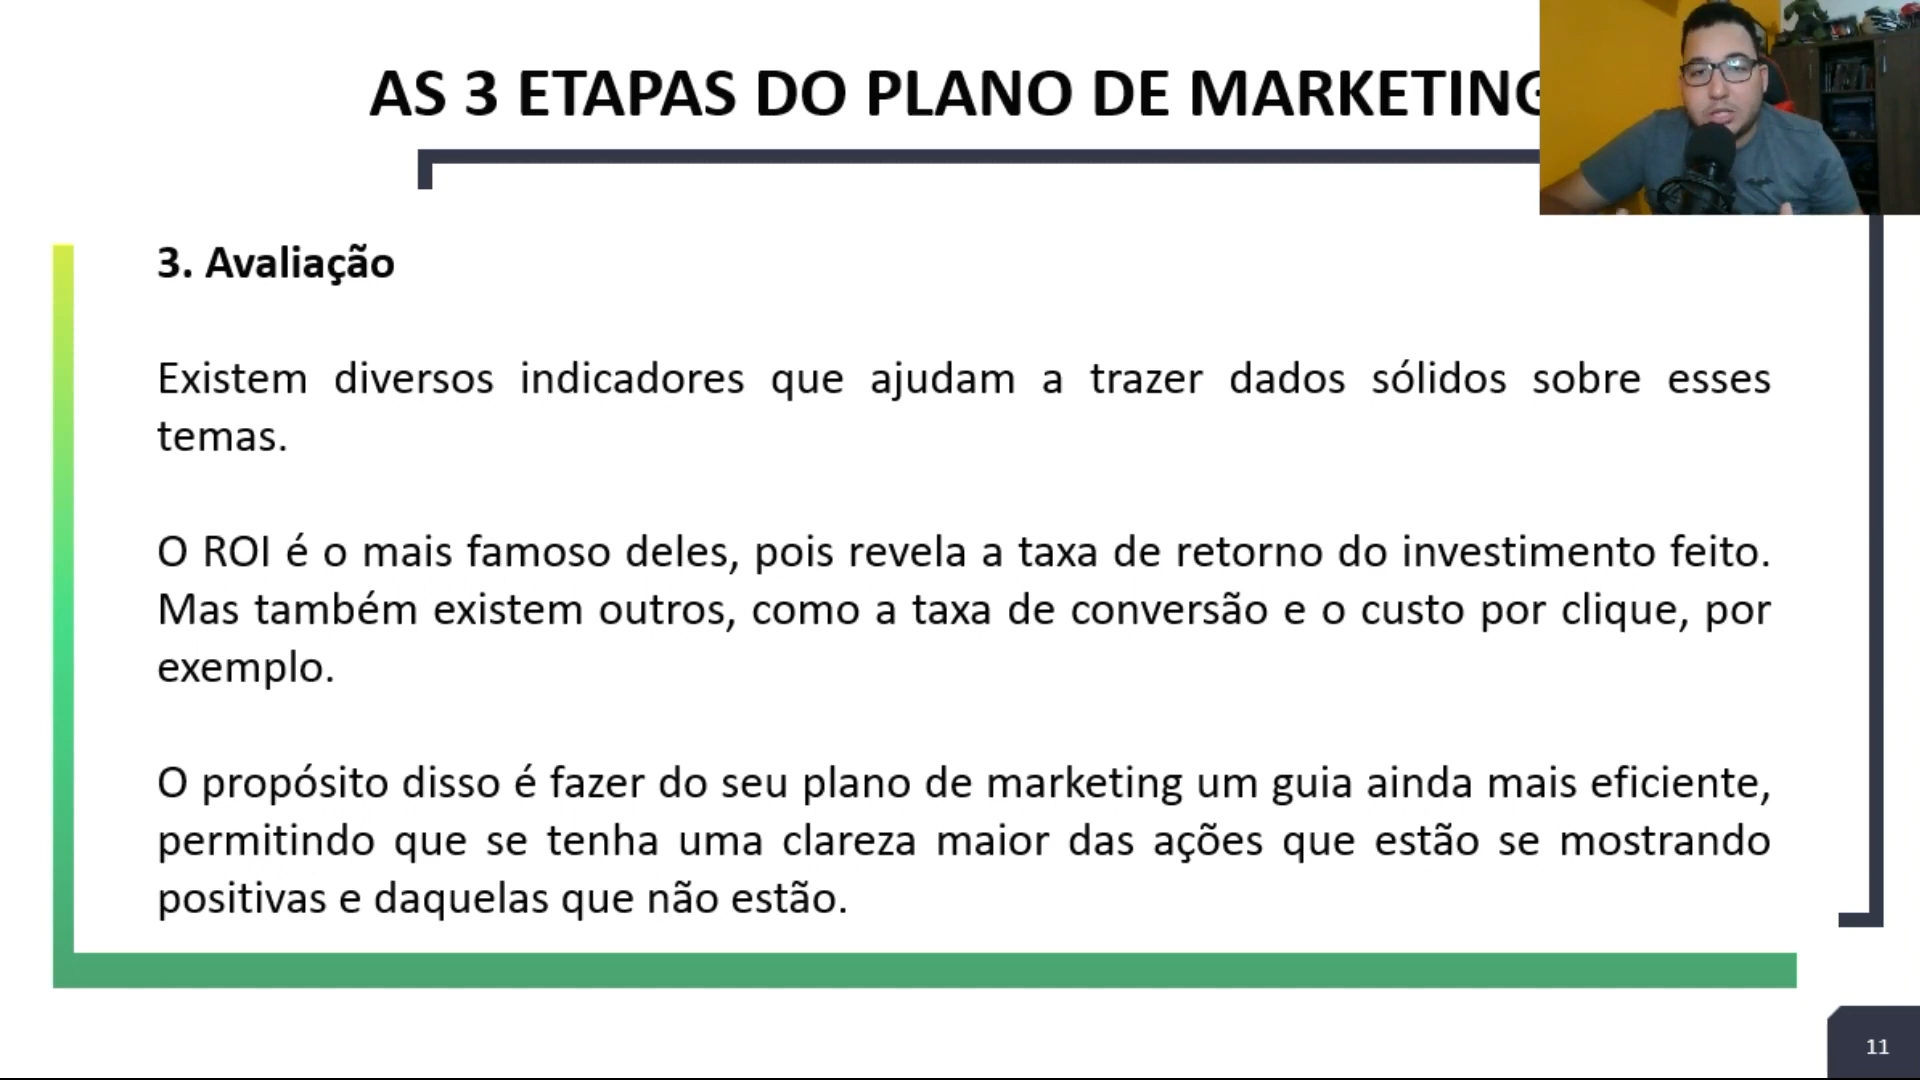 AS 3 ETAPAS DO PLANO DE MARKETING
3. Avaliação
Existem diversos indicadores que ajudam a trazer dados sólidos sobre esses
temas.
O ROI é o mais famoso deles, pois revela a taxa de retorno do investimento feito.
Mas também existem outros, como a taxa de conversão e o custo por clique, por
exemplo.
O propósito disso é fazer do seu plano de marketing um guia ainda mais eficiente,
permitindo que se tenha uma clareza maior das ações que estão se mostrando
positivas e daquelas que não estão.
11